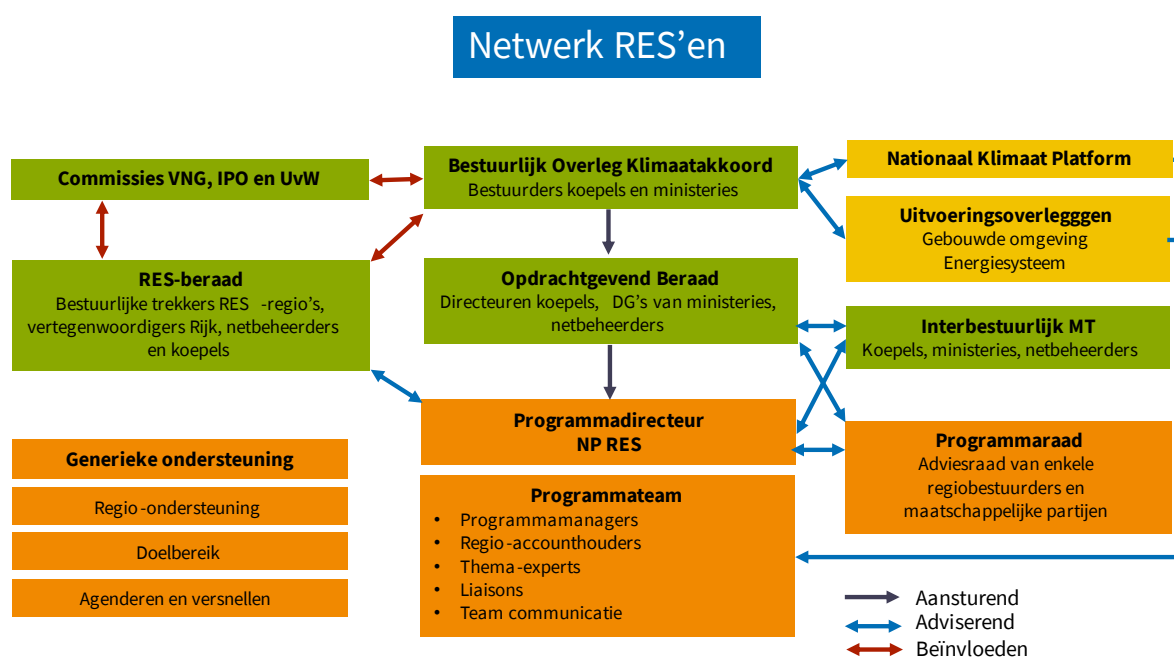 Netwerk RES’en
Commissies VNG, IPO en UvW
Bestuurlijk Overleg Klimaatakkoord
Bestuurders koepels en ministeries
Nationaal Klimaat Platform
Uitvoeringsoverlegggen
Gebouwde omgeving
Energiesysteem
RES-beraad
Bestuurlijke trekkers RES -regio’s,
vertegenwoordigers Rijk, netbeheerders
en koepels
Opdrachtgevend Beraad
Directeuren koepels, DG’s van ministeries,
netbeheerders
Interbestuurlijk MT
Koepels, ministeries, netbeheerders
Programmadirecteur
NP RES
Programmaraad
Adviesraad van enkele
regiobestuurders en
maatschappelijke partijen
Generieke ondersteuning
Regio-ondersteuning
Doelbereik
Agenderen en versnellen
Programmateam
• Programmamanagers
• Regio-accounthouders
• Thema-experts
• Liaisons
• Team communicatie
Aansturend
Adviserend
Beïnvloeden